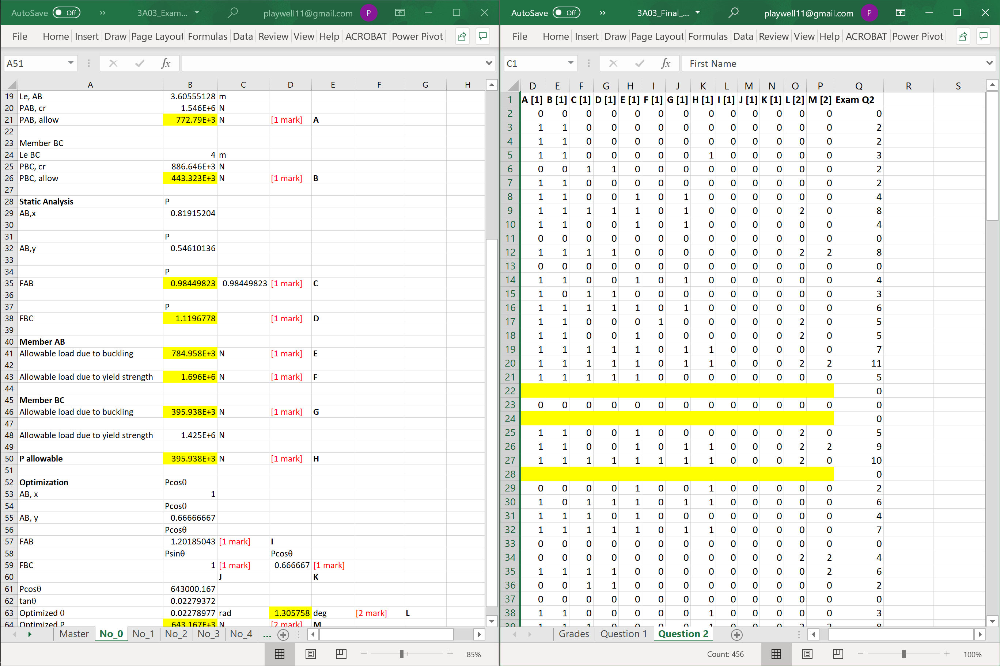 AutoSave Off » 3A03_Exam... playwell11@gmail.com P
File Home Insert Draw Page Layout Formulas Data Review View Help ACROBAT Power Pivot
A51 fx
A B C D E F G H
19 Le, AB 3.60555128 m
20 PAB, cr 1.546E+6 N
21 PAB, allow 772.79E+3 N [1 mark] A
22
23 Member BC
24 Le BC 4 m
25 PBC, cr 886.646E+3 N
26 PBC, allow 443.323E+3 N [1 mark] B
27
28 Static Analysis P
29 AB,x 0.81915204
30
31 P
32 AB,y 0.54610136
33
34 P
35 FAB 0.98449823 0.98449823 [1 mark] C
36
37 P
38 FBC 1.1196778 [1 mark] D
39
40 Member AB
41 Allowable load due to buckling 784.958E+3 N [1 mark] E
42
43 Allowable load due to yield strength 1.696E+6 N [1 mark] F
44
45 Member BC
46 Allowable load due to buckling 395.938E+3 N [1 mark] G
47
48 Allowable load due to yield strength 1.425E+6 N
49
50 P allowable 395.938E+3 N [1 mark] H
51
52 Optimization Pcosθ
53 AB, x 1
54 Pcosθ
55 AB, y 0.66666667
56 Pcosθ
57 FAB 1.20185043 [1 mark] I
58 Psinθ Pcosθ
59 FBC 1 [1 mark] 0.666667 [1 mark]
60 J K
61 Pcosθ 643000.167
62 tanθ 0.02279372
63 Optimized θ 0.02278977 rad 1.305758 deg [2 mark] L
64 Optimized P 643.167E+3 N [2 mark] M
Master No_0 No_1 No_2 No_3 No_4 ...
85%
AutoSave Off » 3A03_Final_... playwell11@gmail.com P
File Home Insert Draw Page Layout Formulas Data Review View Help ACROBAT Power Pivot
C1 fx First Name
D E F G H I J K L M N O P Q R S
1 A [1] B [1] C [1] D [1] E [1] F [1] G [1] H [1] I [1] J [1] K [1] L [2] M [2] Exam Q2
2 0 0 0 0 0 0 0 0 0 0 0 0 0 0
3 1 1 0 0 0 0 0 0 0 0 0 0 0 2
4 1 1 0 0 0 0 0 0 0 0 0 0 0 2
5 1 1 0 0 0 0 0 1 0 0 0 0 0 3
6 0 0 1 1 0 0 0 0 0 0 0 0 0 2
7 1 1 0 0 0 0 0 0 0 0 0 0 0 2
8 1 1 0 0 1 0 1 0 0 0 0 0 0 4
9 1 1 1 1 1 0 1 0 0 0 0 2 0 8
10 1 1 0 0 1 0 1 0 0 0 0 0 0 4
11 0 0 0 0 0 0 0 0 0 0 0 0 0 0
12 1 1 1 1 0 0 0 0 0 0 0 2 2 8
13 0 0 0 0 0 0 0 0 0 0 0 0 0 0
14 1 1 0 0 1 0 1 0 0 0 0 0 0 4
15 1 0 1 1 0 0 0 0 0 0 0 0 0 3
16 1 1 1 1 1 0 1 0 0 0 0 0 0 6
17 1 1 0 0 0 1 0 0 0 0 0 2 0 5
18 1 1 0 0 1 0 0 0 0 0 0 2 0 5
19 1 1 1 1 1 0 1 1 0 0 0 0 0 7
20 1 1 1 1 1 0 1 1 0 0 0 2 2 11
21 1 1 1 1 1 0 0 0 0 0 0 0 0 5
22 0
23 0 0 0 0 0 0 0 0 0 0 0 0 0 0
24 0
25 1 1 0 0 1 0 0 0 0 0 0 2 0 5
26 1 1 0 0 1 0 1 1 0 0 0 2 2 9
27 1 1 1 1 1 1 1 1 0 0 0 2 0 10
28 0
29 0 0 0 0 1 0 0 1 0 0 0 0 0 2
30 1 0 1 1 1 0 1 1 0 0 0 0 0 6
31 1 1 1 0 1 0 0 0 0 0 0 0 0 4
32 1 1 1 1 1 0 1 1 0 0 0 0 0 7
33 0 0 0 0 0 0 0 0 0 0 0 0 0 0
34 0 0 0 0 0 0 0 0 0 0 0 2 2 4
35 1 1 1 1 0 0 0 0 0 0 0 0 2 6
36 0 0 1 1 0 0 0 0 0 0 0 0 0 2
37 0 0 0 0 0 0 0 0 0 0 0 0 0 0
38 1 1 0 0 0 0 0 1 0 0 0 0 0 3
Grades Question 1 Question 2
Count: 456 100%